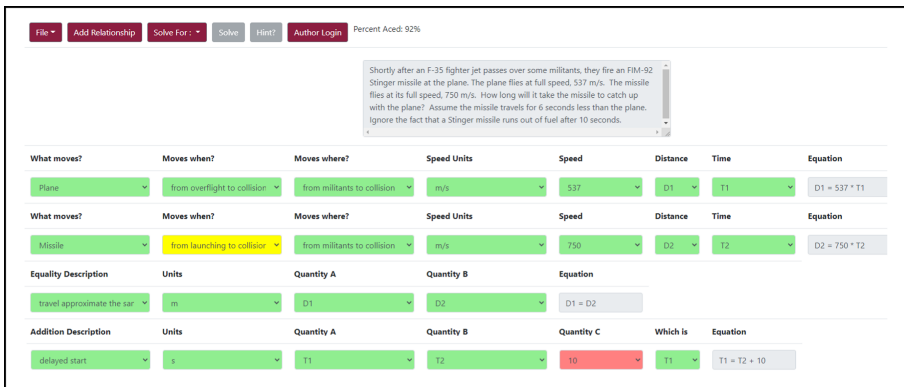 File Add Relationship Solve For : Solve Hint? Author Login Percent Aced: 92%
Shortly after an F-35 fighter jet passes over some militants, they fire an FIM-92
Stinger missile at the plane. The plane flies at full speed, 537 m/s. The missile
flies at its full speed, 750 m/s. How long will it take the missile to catch up
with the plane? Assume the missile travels for 6 seconds less than the plane.
Ignore the fact that a Stinger missile runs out of fuel after 10 seconds.
What moves? Moves when? Moves where? Speed Units Speed Distance Time Equation
Plane from overflight to collision from militants to collision m/s 537 D1 T1 D1 = 537 * T1
What moves? Moves when? Moves where? Speed Units Speed Distance Time Equation
Missile from launching to collisior from militants to collision m/s 750 D2 T2 D2 = 750 * T2
Equality Description Units Quantity A Quantity B Equation
travel approximate the sar m D1 D2 D1 = D2
Addition Description Units Quantity A Quantity B Quantity C Which is Equation
delayed start s T1 T2 10 T1 T1 = T2 + 10